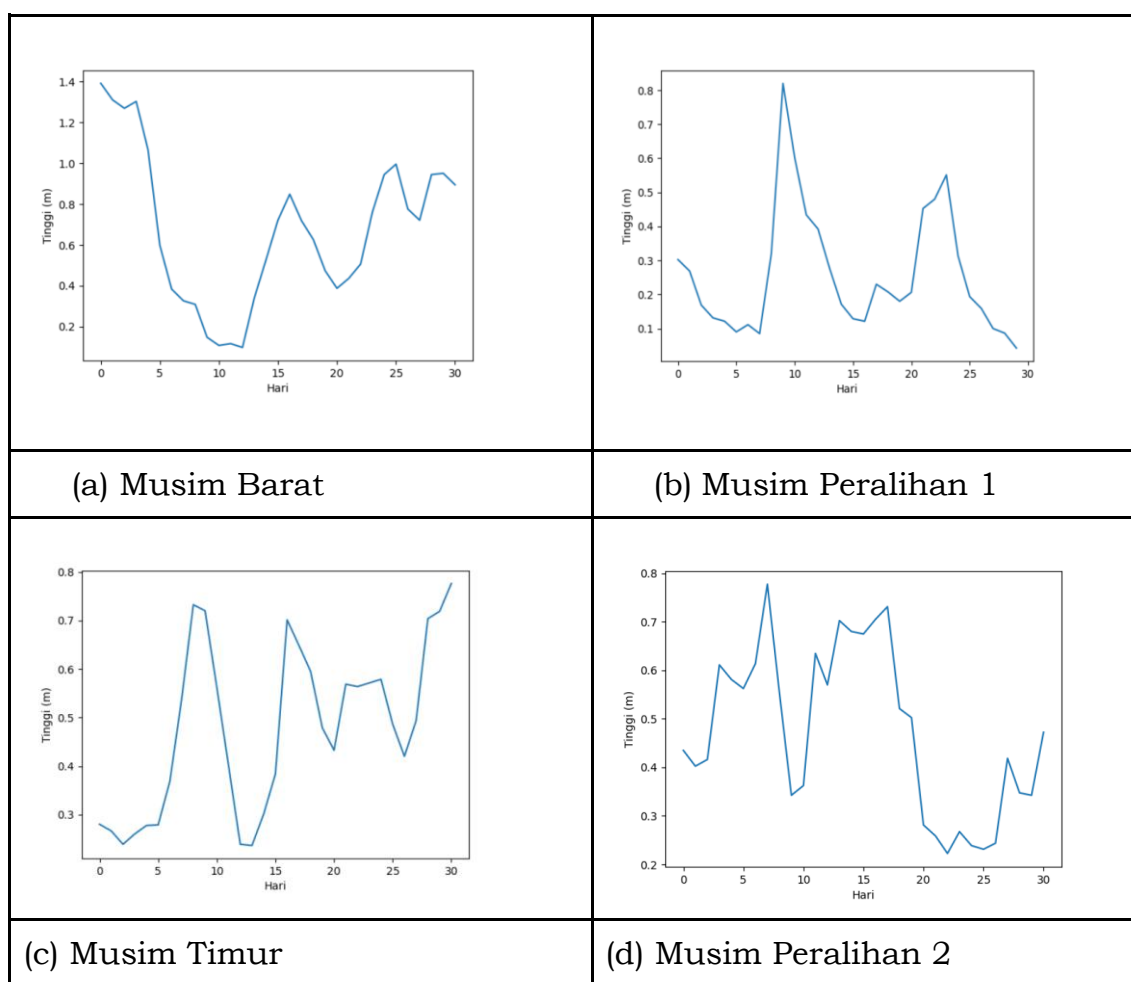 1.4
1.2
1.0
0.8
0.6
0.4
0.2
Tinggi (m)
0 5 10 15 20 25 30
Hari
0.8
0.7
0.6
0.5
0.4
0.3
0.2
0.1
Tinggi (m)
0 5 10 15 20 25 30
Hari
(a) Musim Barat
(b) Musim Peralihan 1
0.8
0.7
0.6
0.5
0.4
0.3
Tinggi (m)
0 5 10 15 20 25 30
Hari
0.8
0.7
0.6
0.5
0.4
0.3
0.2
Tinggi (m)
0 5 10 15 20 25 30
Hari
(c) Musim Timur
(d) Musim Peralihan 2